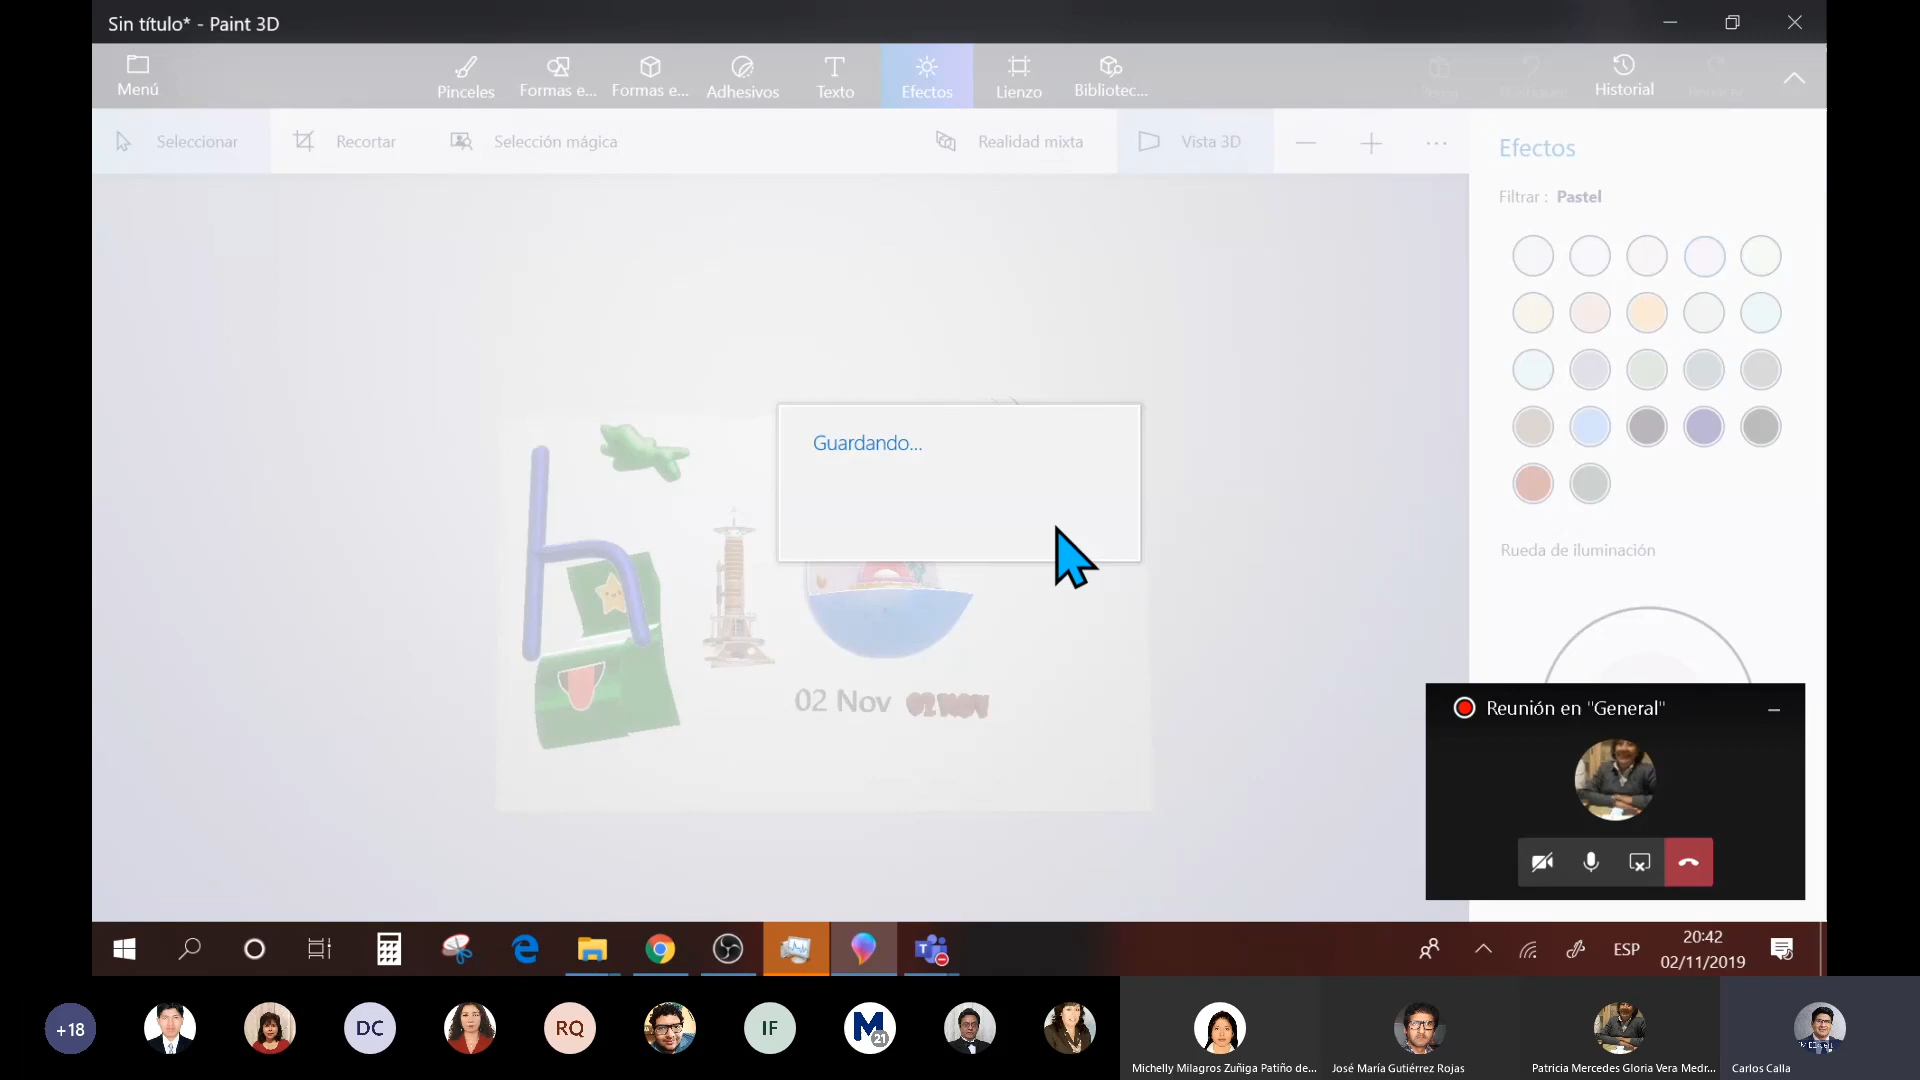 Sin título* - Paint 3D
Menú
Pinceles
Formas e...
Formas e...
Adhesivos
Texto
Efectos
Lienzo
Bibliotec...
Historial
Seleccionar
Recortar
Selección mágica
Realidad mixta
Vista 3D
Efectos
Filtrar : Pastel
Guardando...
Rueda de iluminación
02 Nov
02 NOV
Reunión en "General"
ESP
20:42
02/11/2019
+18
DC
RQ
IF
M
21
Michelly Milagros Zuñiga Patiño de...
José María Gutiérrez Rojas
Patricia Mercedes Gloria Vera Medr...
Carlos Calla